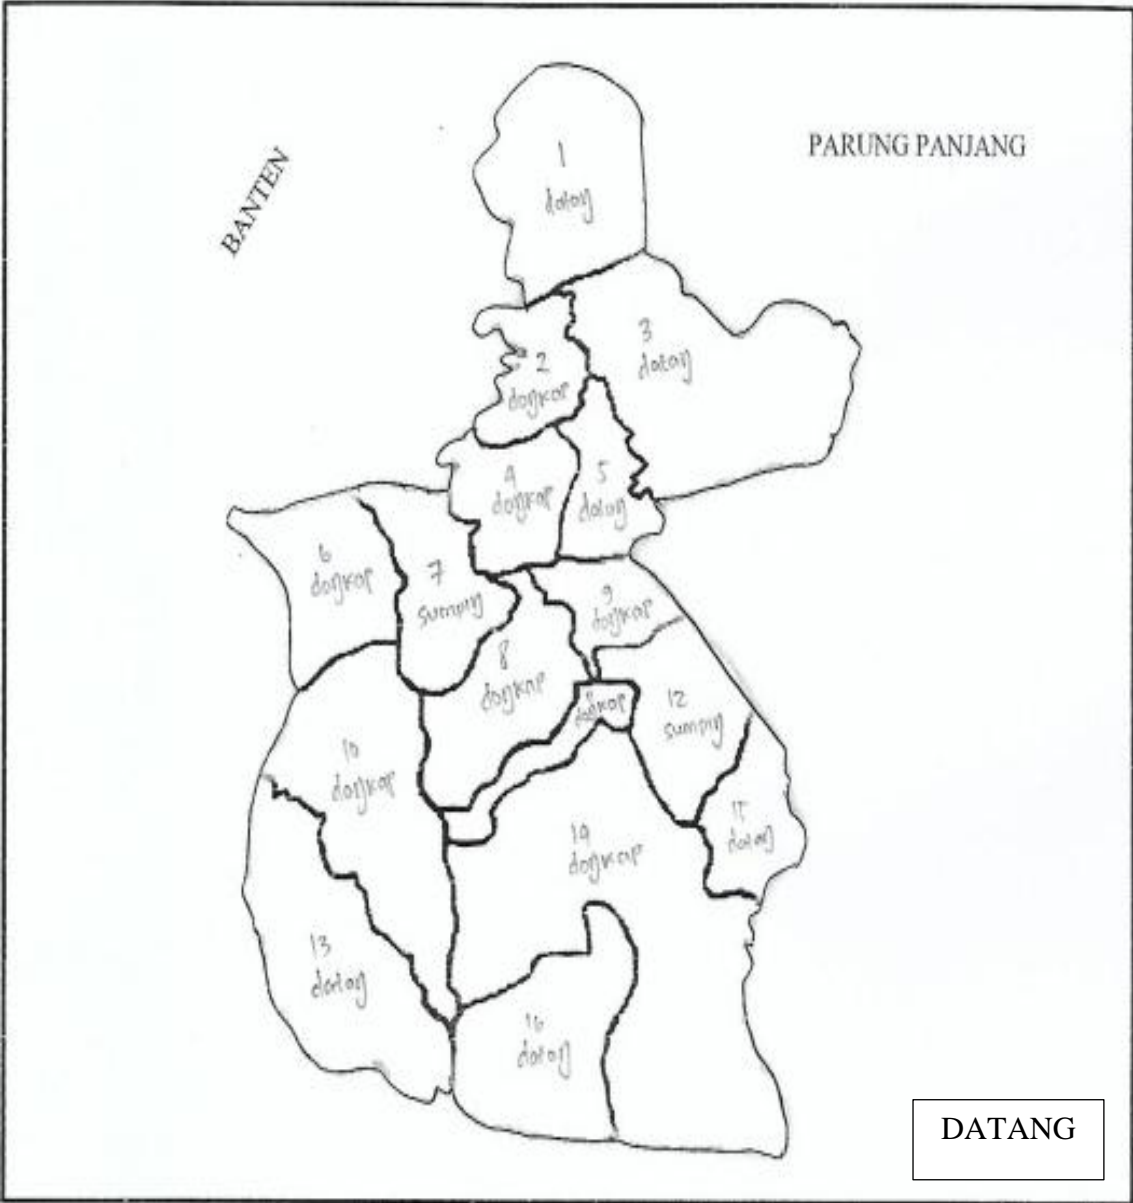 PARUNG PANJANG
BANTEN
1
datang
2
dongkap
3
datang
4
dongkap
5
datang
6
dongkap
7
sumping
8
dongkap
9
dongkap
dongkap
10
dongkap
12
sumping
13
datang
14
dongkap
15
datang
16
datang
DATANG